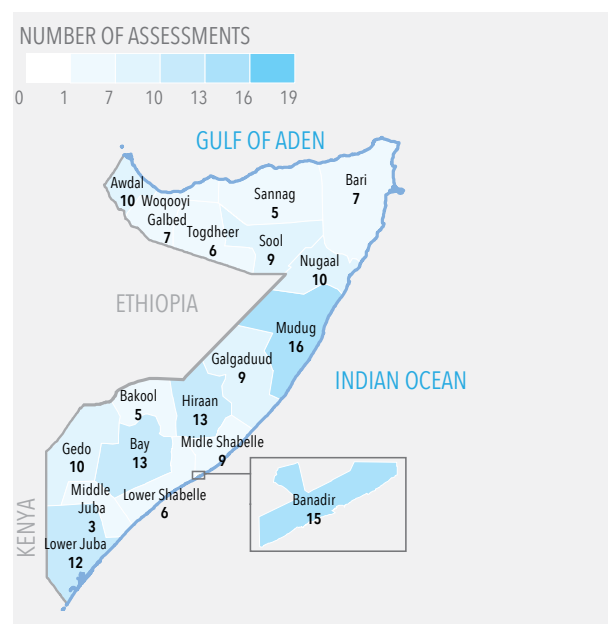 NUMBER OF ASSESSMENTS
0 1 7 10 13 16 19
GULF OF ADEN
Awdal
10
Woqooyi
Galbed
7
Togdheer
6
Sannag
5
Bari
7
Sool
9
Nugaal
10
ETHIOPIA
Mudug
16
Galgaduud
9
INDIAN OCEAN
Bakool
5
Hiraan
13
Midle Shabelle
9
Gedo
10
Bay
13
Middle
Juba
3
Lower Shabelle
6
Banadir
15
KENYA
Lower Juba
12